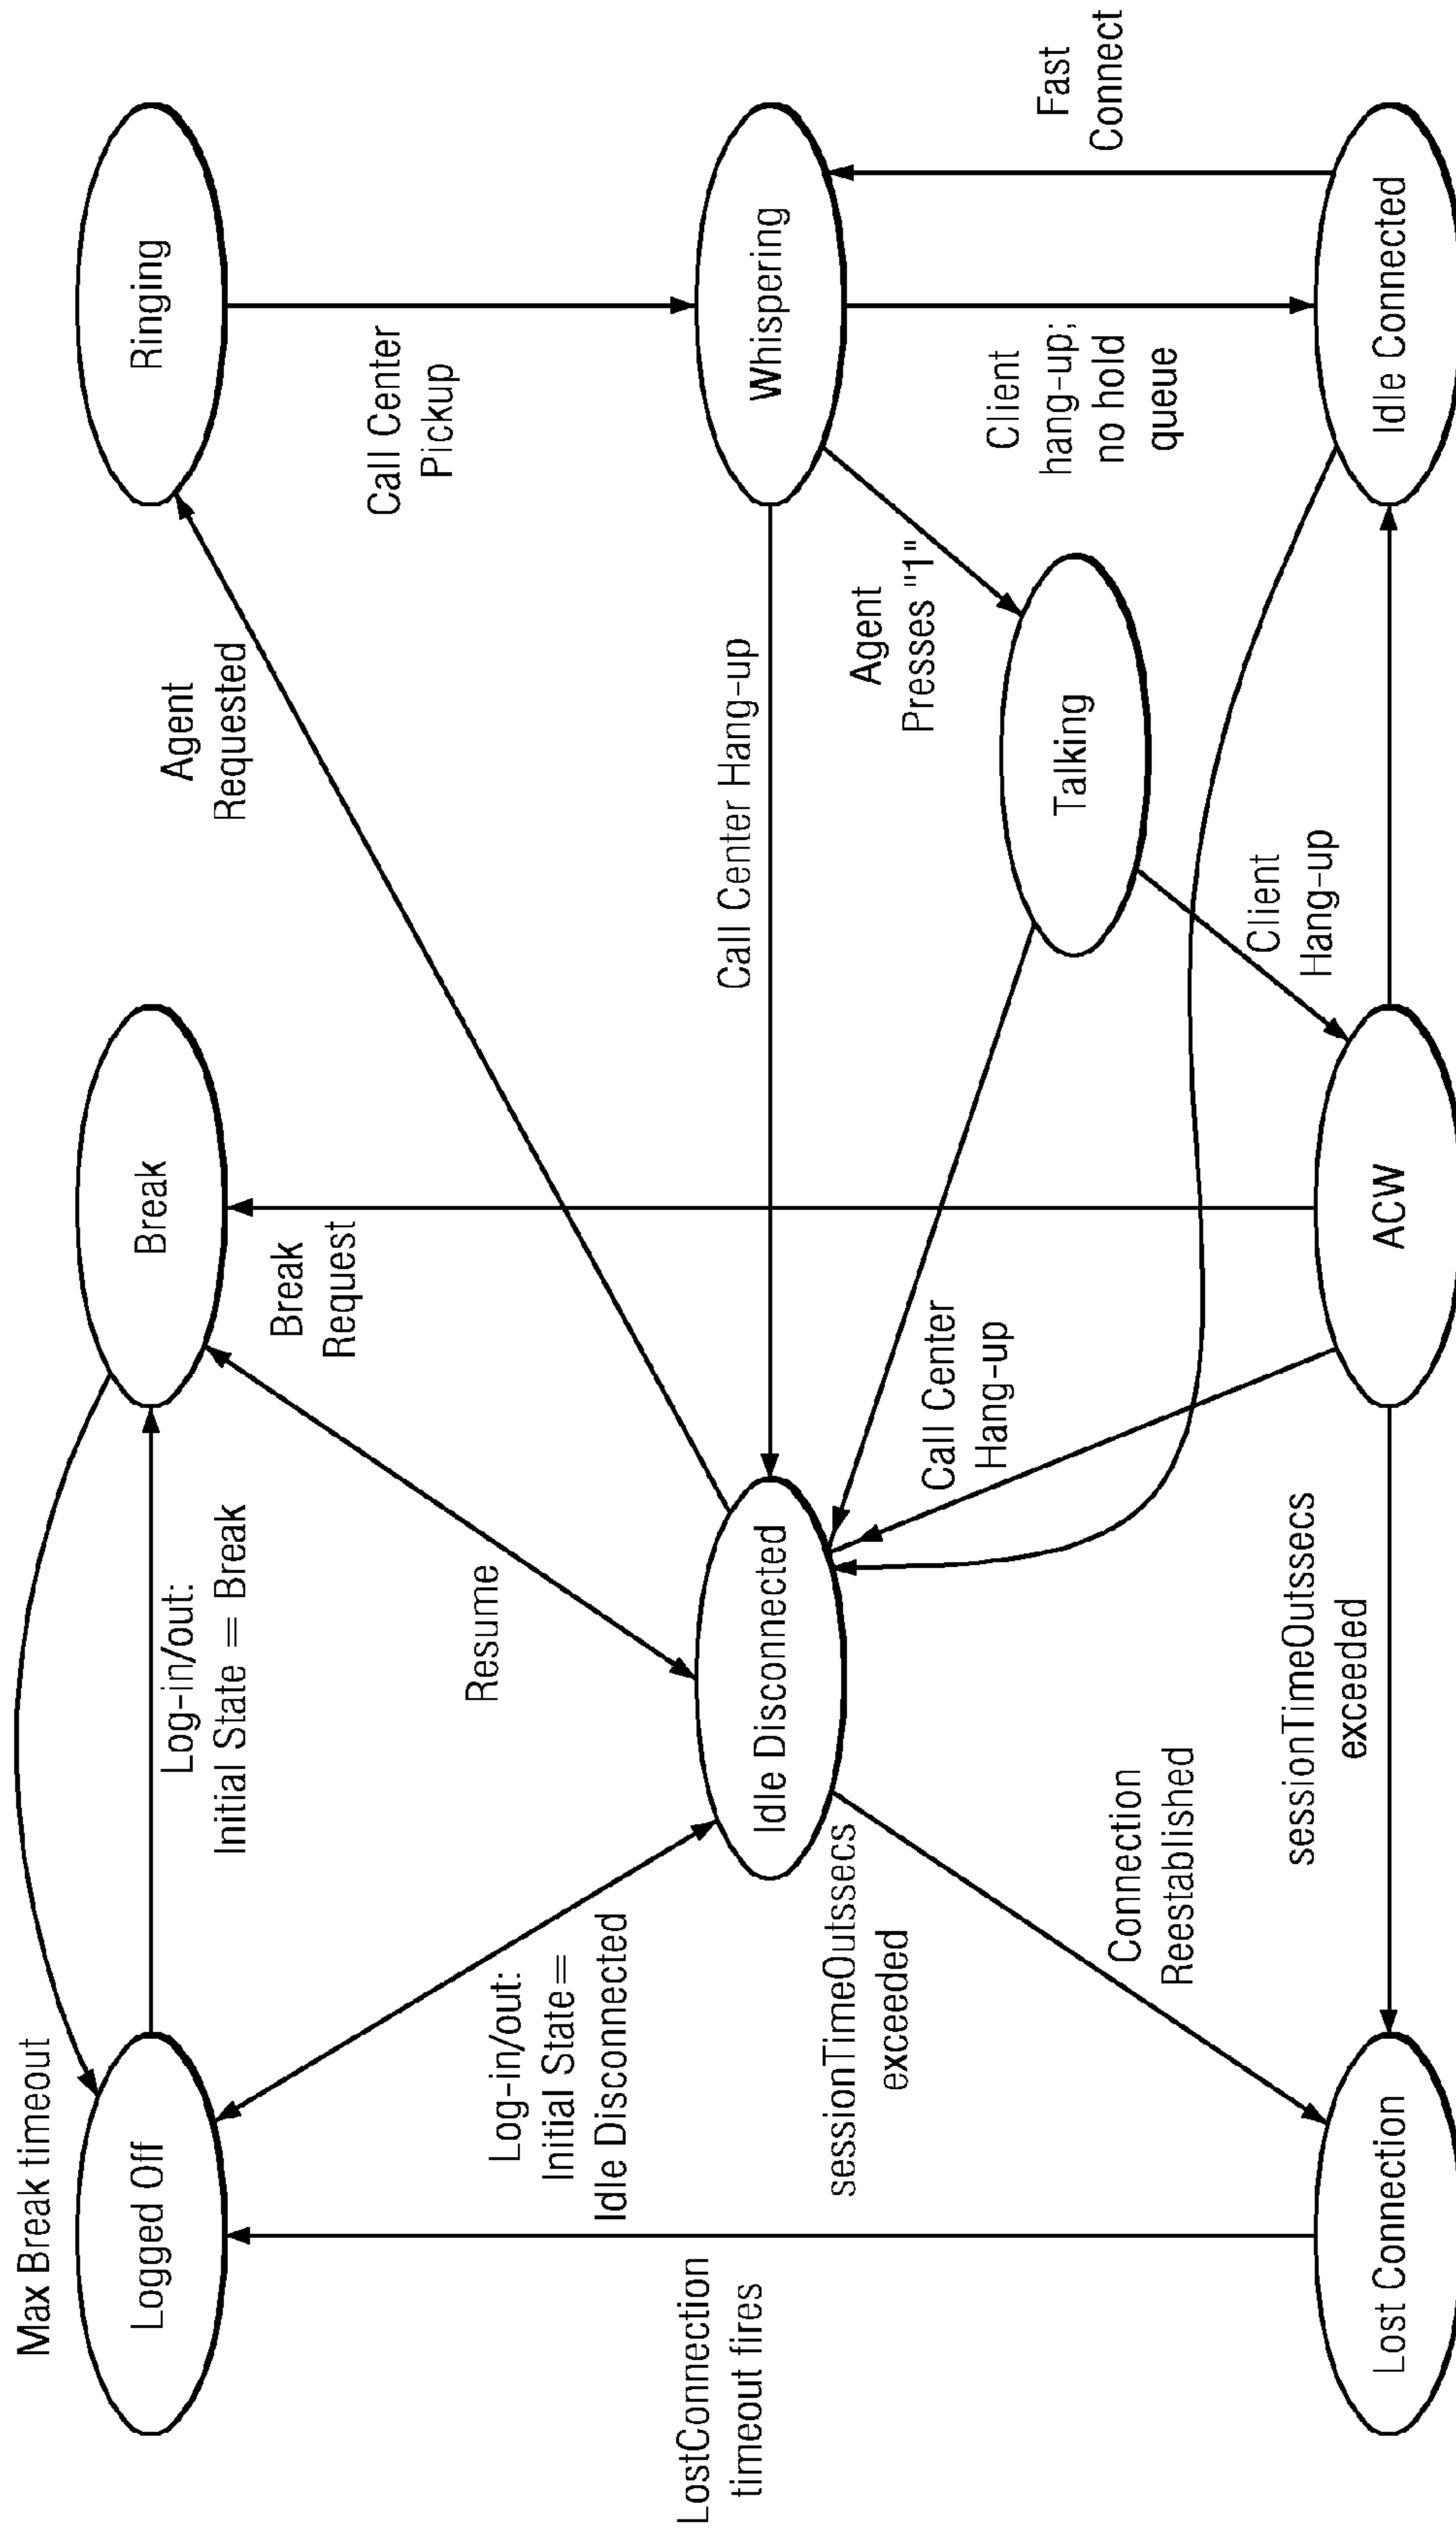 Max Break timeout
Logged Off
Log-in/out:
Initial State = Break
Break
Break
Request
Agent
Requested
Ringing
Call Center
Pickup
Resume
Log-in/out:
Initial State =
Idle Disconnected
LostConnection
timeout fires
Idle Disconnected
Call Center Hang-up
Whispering
sessionTimeOutssecs
exceeded
Call Center
Hang-up
Agent
Presses "1"
Talking
Client
hang-up;
no hold
queue
Fast
Connect
Connection
Reestablished
Client
Hang-up
sessionTimeOutssecs
exceeded
Lost Connection
ACW
Idle Connected